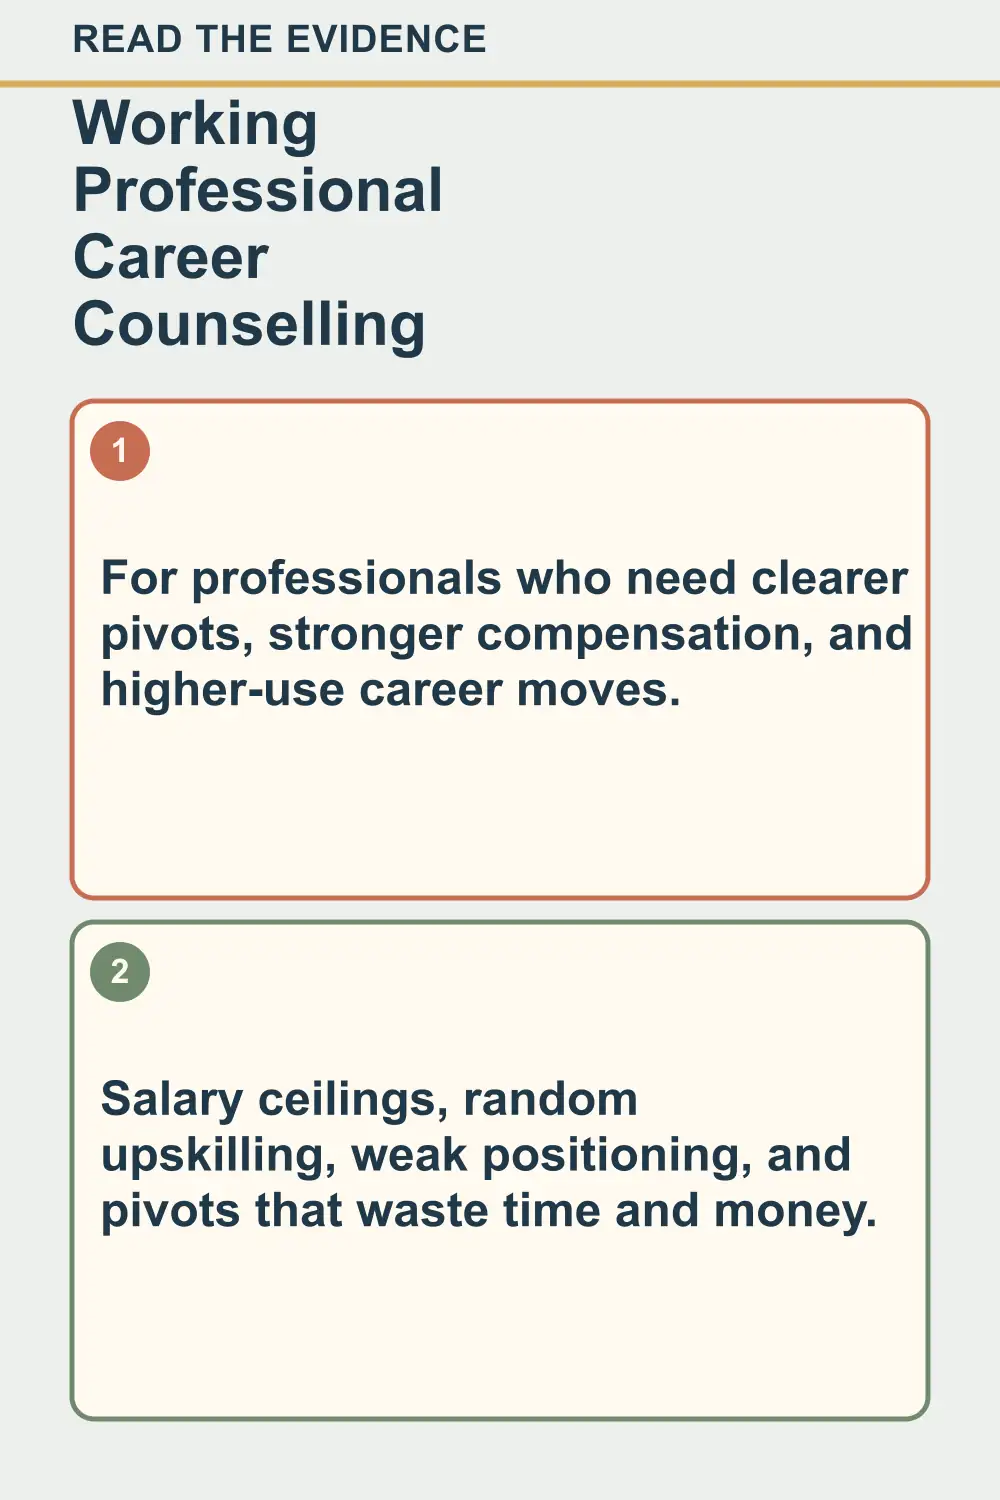 READ THE EVIDENCE
Working
Professional
Career
Counselling
1
For professionals who need clearer
pivots, stronger compensation, and
higher-use career moves.
2
Salary ceilings, random
upskilling, weak positioning, and
pivots that waste time and money.